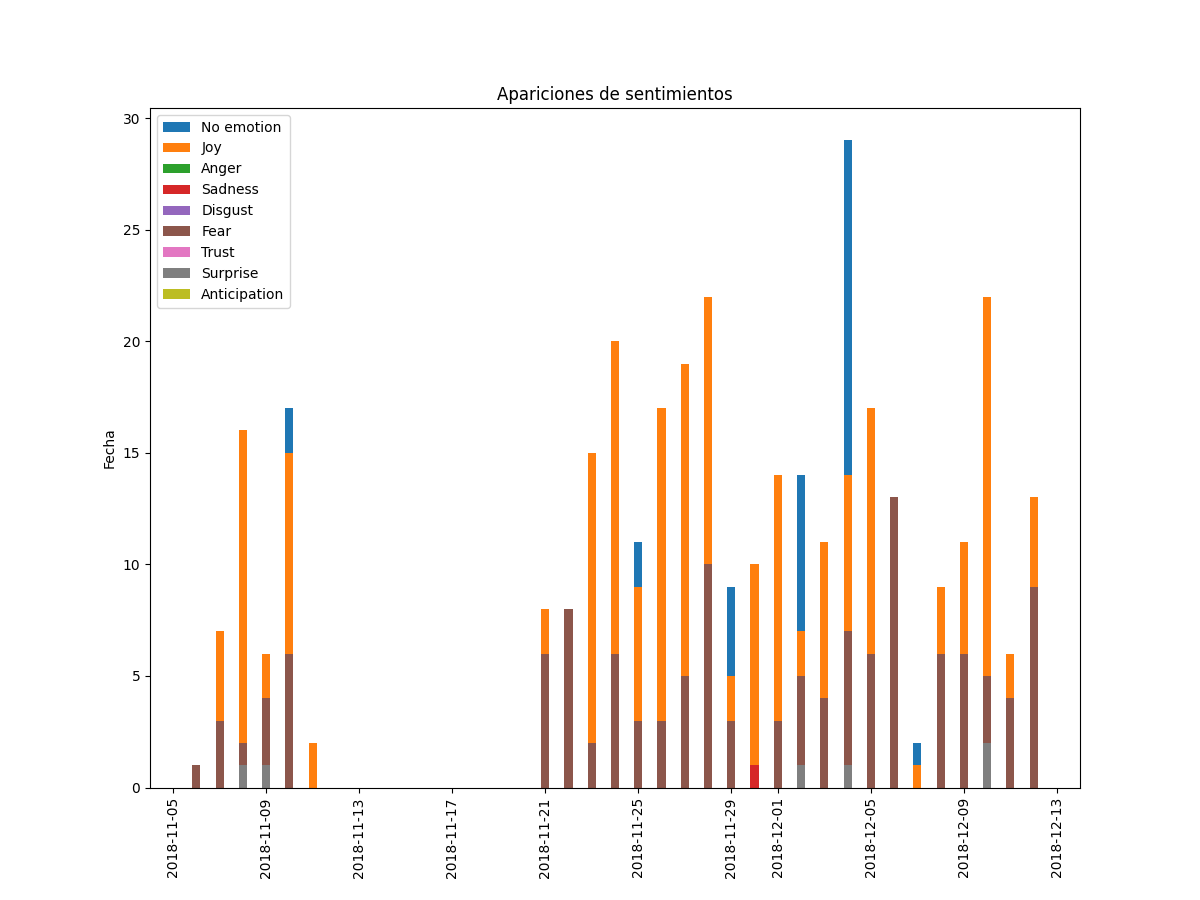 Apariciones de sentimientos
30
25
20
15
10
5
0
Fecha
No emotion
Joy
Anger
Sadness
Disgust
Fear
Trust
Surprise
Anticipation
2018-11-05
2018-11-09
2018-11-13
2018-11-17
2018-11-21
2018-11-25
2018-11-29
2018-12-01
2018-12-05
2018-12-09
2018-12-13